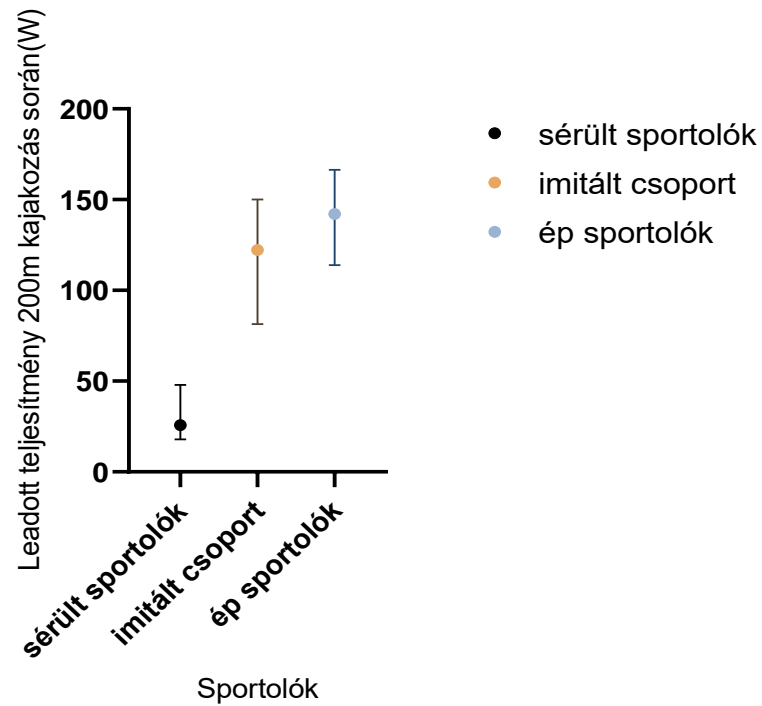 Leadott teljesítmény 200m kajakozás során(W)
200
150
100
50
0
sérült sportolók
imitált csoport
ép sportolók
Sportolók
sérült sportolók
imitált csoport
ép sportolók